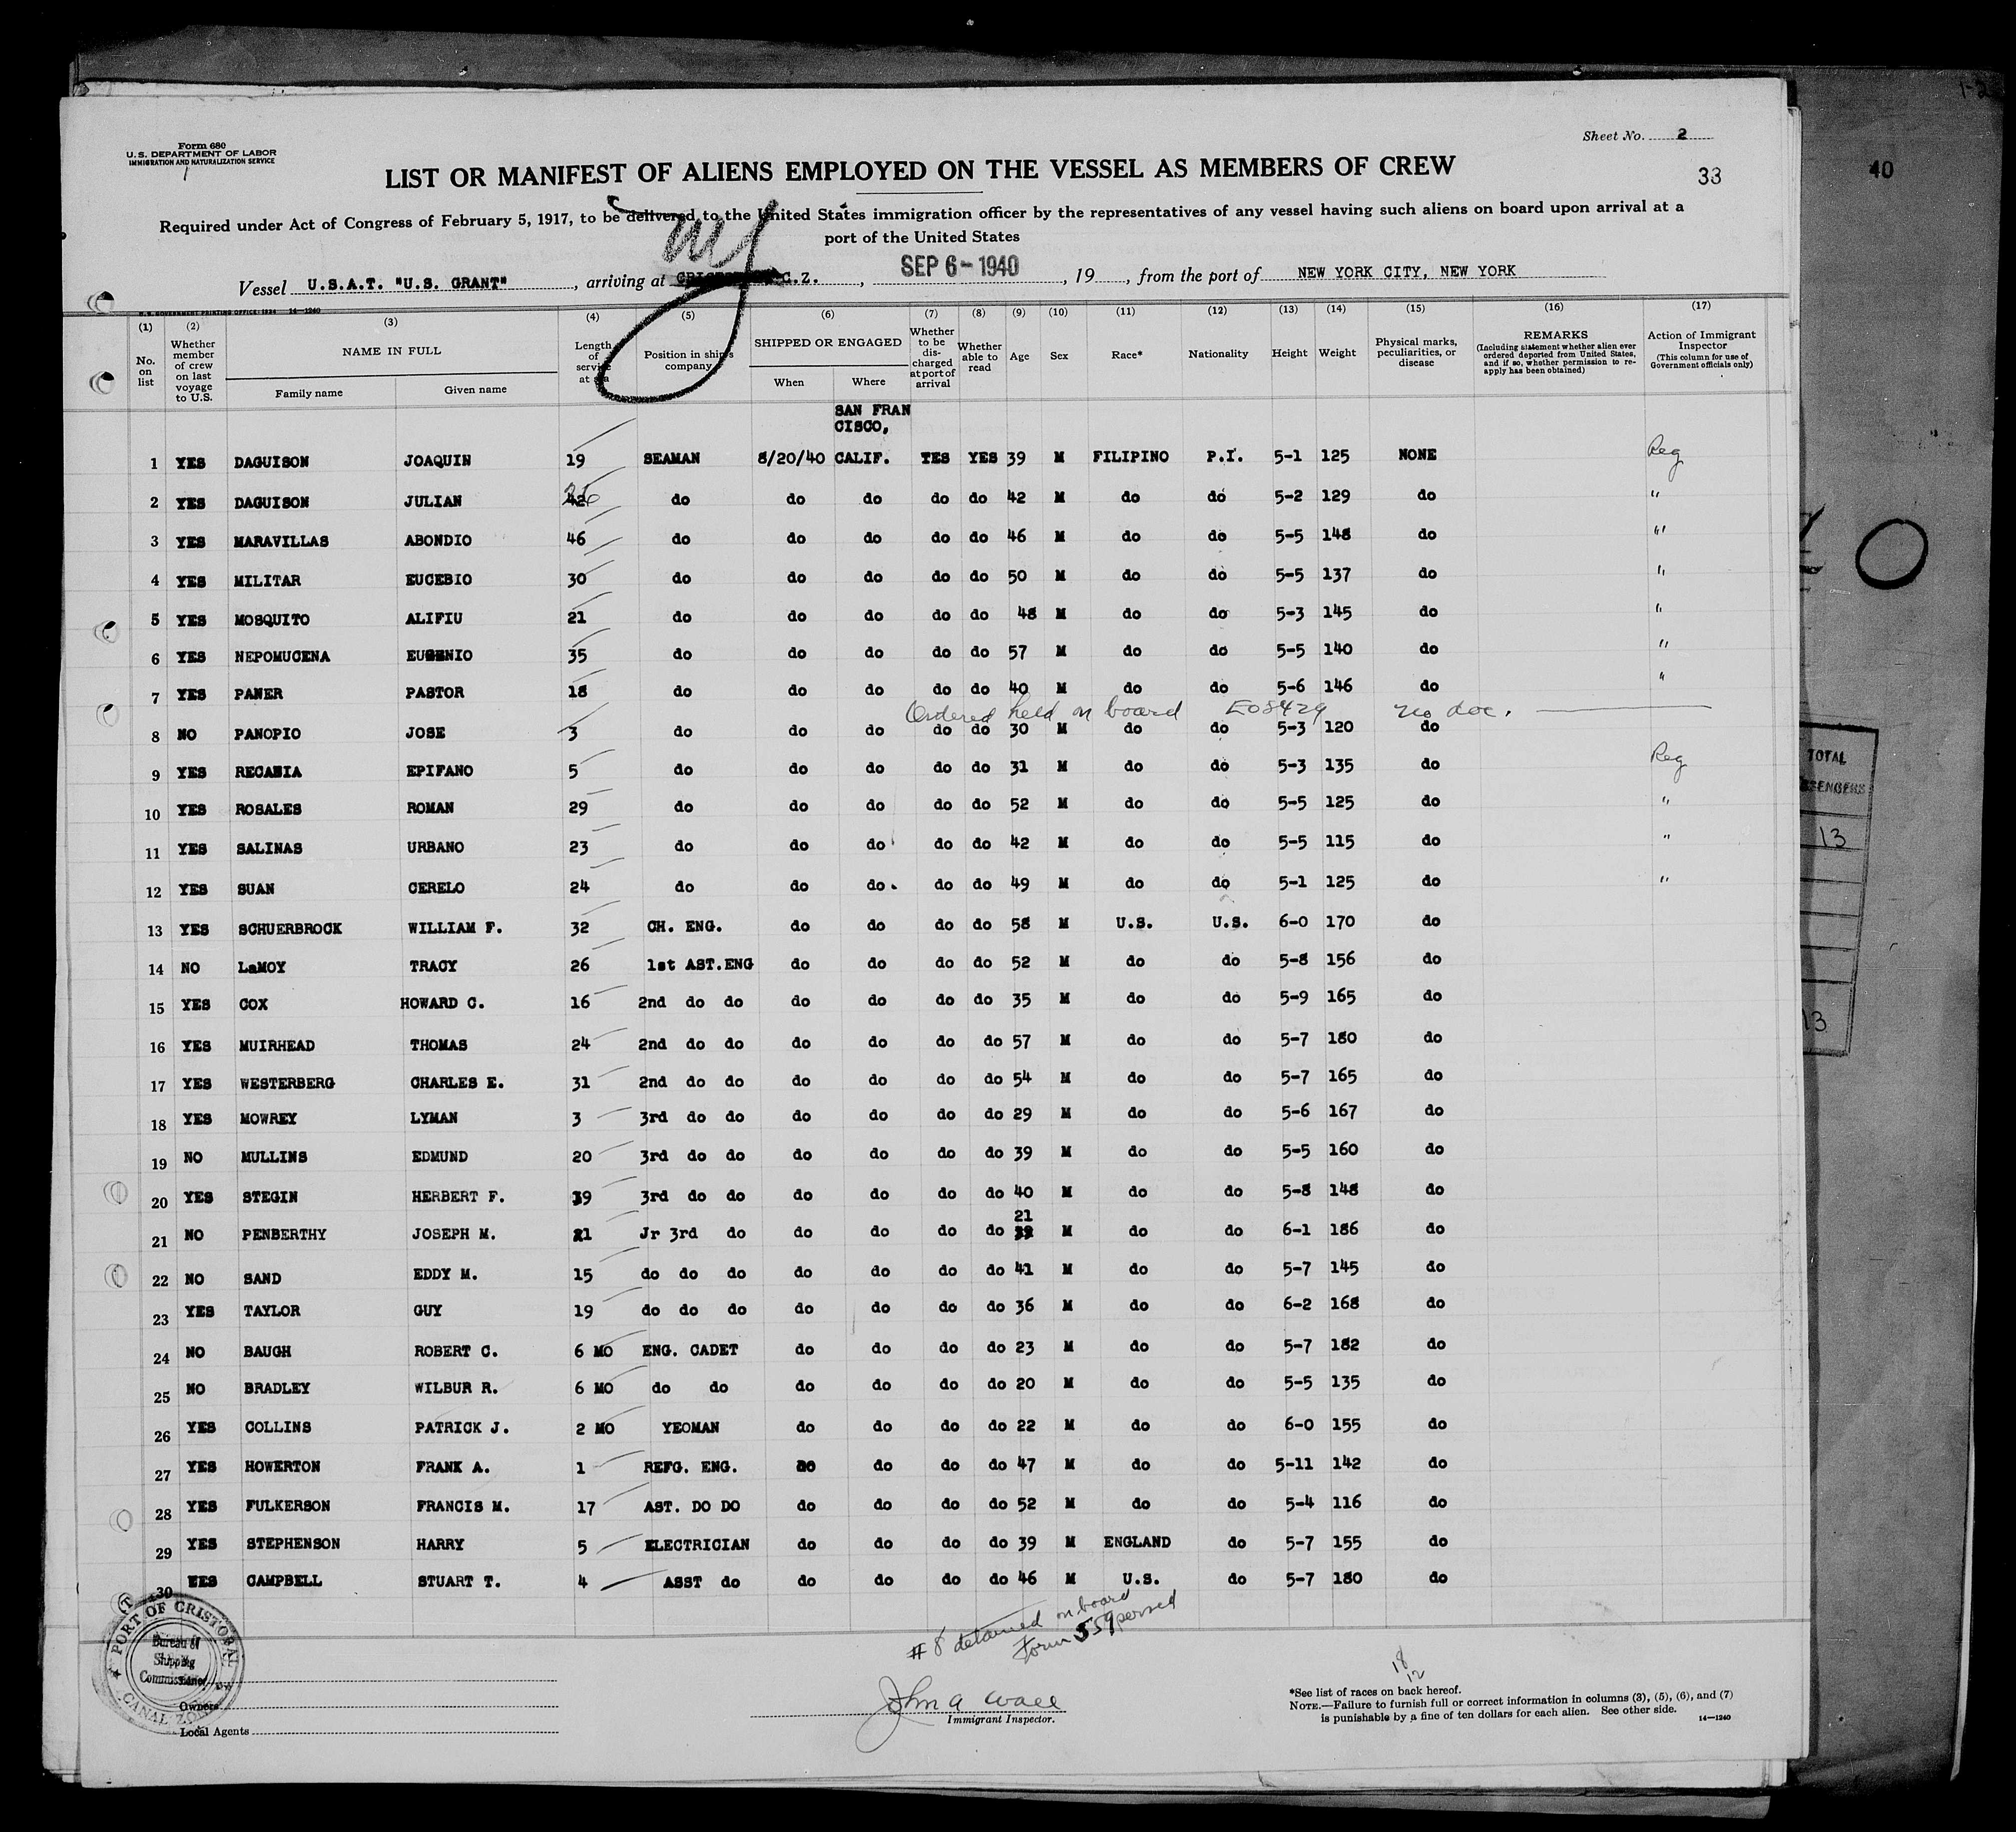 Form 680
U.S. DEPARTMENT OF LABOR
IMMIGRATION AND NATURALIZATION SERVICE
Sheet No. 2
33
40
LIST OR MANIFEST OF ALIENS EMPLOYED ON THE VESSEL AS MEMBERS OF CREW
Required under Act of Congress of February 5, 1917, to be delivered to the United States immigration officer by the representatives of any vessel having such aliens on board upon arrival at a
port of the United States
Vessel U.S.A.T. "U.S. GRANT", arriving at C.Z., SEP 6-1940, 19, from the port of NEW YORK CITY, NEW YORK
U.S. GOVERNMENT PRINTING OFFICE: 1934 14—1240
(1) No. on list
(2) Whether member of crew on last voyage to U.S.
(3) NAME IN FULL Family name Given name
(4) Length of service at sea
(5) Position in ship's company
(6) SHIPPED OR ENGAGED When Where
(7) Whether to be dis-charged at port of arrival
(8) Whether able to read
(9) Age
(10) Sex
(11) Race*
(12) Nationality
(13) Height
(14) Weight
(15) Physical marks, peculiarities, or disease
(16) REMARKS (Including statement whether alien ever ordered deported from United States, and if so, whether permission to re-apply has been obtained)
(17) Action of Immigrant Inspector (This column for use of Government officials only)
SAN FRAN
CISCO,
1 YES DAGUISON JOAQUIN 19 SEAMAN 8/20/40 CALIF. YES YES 39 M FILIPINO P.I. 5-1 125 NONE Reg
2 YES DAGUISON JULIAN do do do do do 42 M do do 5-2 129 do "
3 YES MARAVILLAS ABONDIO 46 do do do do do 46 M do do 5-5 148 do "
4 YES MILITAR EUCEBIO 30 do do do do do 50 M do do 5-5 137 do "
5 YES MOSQUITO ALIFIU 21 do do do do do 48 M do do 5-3 145 do "
6 YES NEPOMUCENA EUGENIO 35 do do do do do 57 M do do 5-5 140 do "
7 YES PANER PASTOR 18 do do do do do 40 M do do 5-6 146 do "
Ordered held on board EO8429 no doc.
8 NO PANOPIO JOSE 3 do do do do do 30 M do do 5-3 120 do
9 YES RECANIA EPIFANO 5 do do do do do 31 M do do 5-3 135 do Reg
10 YES ROSALES ROMAN 29 do do do do do 52 M do do 5-5 125 do "
11 YES SALINAS URBANO 23 do do do do do 42 M do do 5-5 115 do "
12 YES SUAN CERELO 24 do do do do do 49 M do do 5-1 125 do "
13 YES SCHUERBROCK WILLIAM F. 32 CH. ENG. do do do do 58 M U.S. U.S. 6-0 170 do
14 NO LaMOY TRACY 26 1st AST.ENG do do do do 52 M do do 5-8 156 do
15 YES COX HOWARD C. 16 2nd do do do do do do 35 M do do 5-9 165 do
16 YES MUIRHEAD THOMAS 24 2nd do do do do do do 57 M do do 5-7 180 do
17 YES WESTERBERG CHARLES E. 31 2nd do do do do do do 54 M do do 5-7 165 do
18 YES MOWREY LYMAN 3 3rd do do do do do do 29 M do do 5-6 167 do
19 NO MULLINS EDMUND 20 3rd do do do do do do 39 M do do 5-5 160 do
20 YES STEGIN HERBERT F. 39 3rd do do do do do do 40 M do do 5-8 148 do
21
21 NO PENBERTHY JOSEPH M. 21 Jr 3rd do do do do do M do do 6-1 186 do
22 NO SAND EDDY M. 15 do do do do do do do 41 M do do 5-7 145 do
23 YES TAYLOR GUY 19 do do do do do do do 36 M do do 6-2 168 do
24 NO BAUGH ROBERT C. 6 MO ENG. CADET do do do do 23 M do do 5-7 182 do
25 NO BRADLEY WILBUR R. 6 MO do do do do do do 20 M do do 5-5 135 do
26 YES COLLINS PATRICK J. 2 MO YEOMAN do do do do 22 M do do 6-0 155 do
27 YES HOWERTON FRANK A. 1 REFG. ENG. do do do do 47 M do do 5-11 142 do
28 YES FULKERSON FRANCIS M. 17 AST. DO DO do do do do 52 M do do 5-4 116 do
29 YES STEPHENSON HARRY 5 ELECTRICIAN do do do do 39 M ENGLAND do 5-7 155 do
30 YES CAMPBELL STUART T. 4 ASST do do do do do 46 M U.S. do 5-7 180 do
# 8 detained on board
Form 559 served
PORT OF CRISTOBAL
Bureau of
Shipping
Commissioner
CANAL ZONE
Owners
Local Agents
John A Wall
Immigrant Inspector.
18
12
*See list of races on back hereof.
NOTE.—Failure to furnish full or correct information in columns (3), (5), (6), and (7)
is punishable by a fine of ten dollars for each alien. See other side.
14—1240
TOTAL
13
13